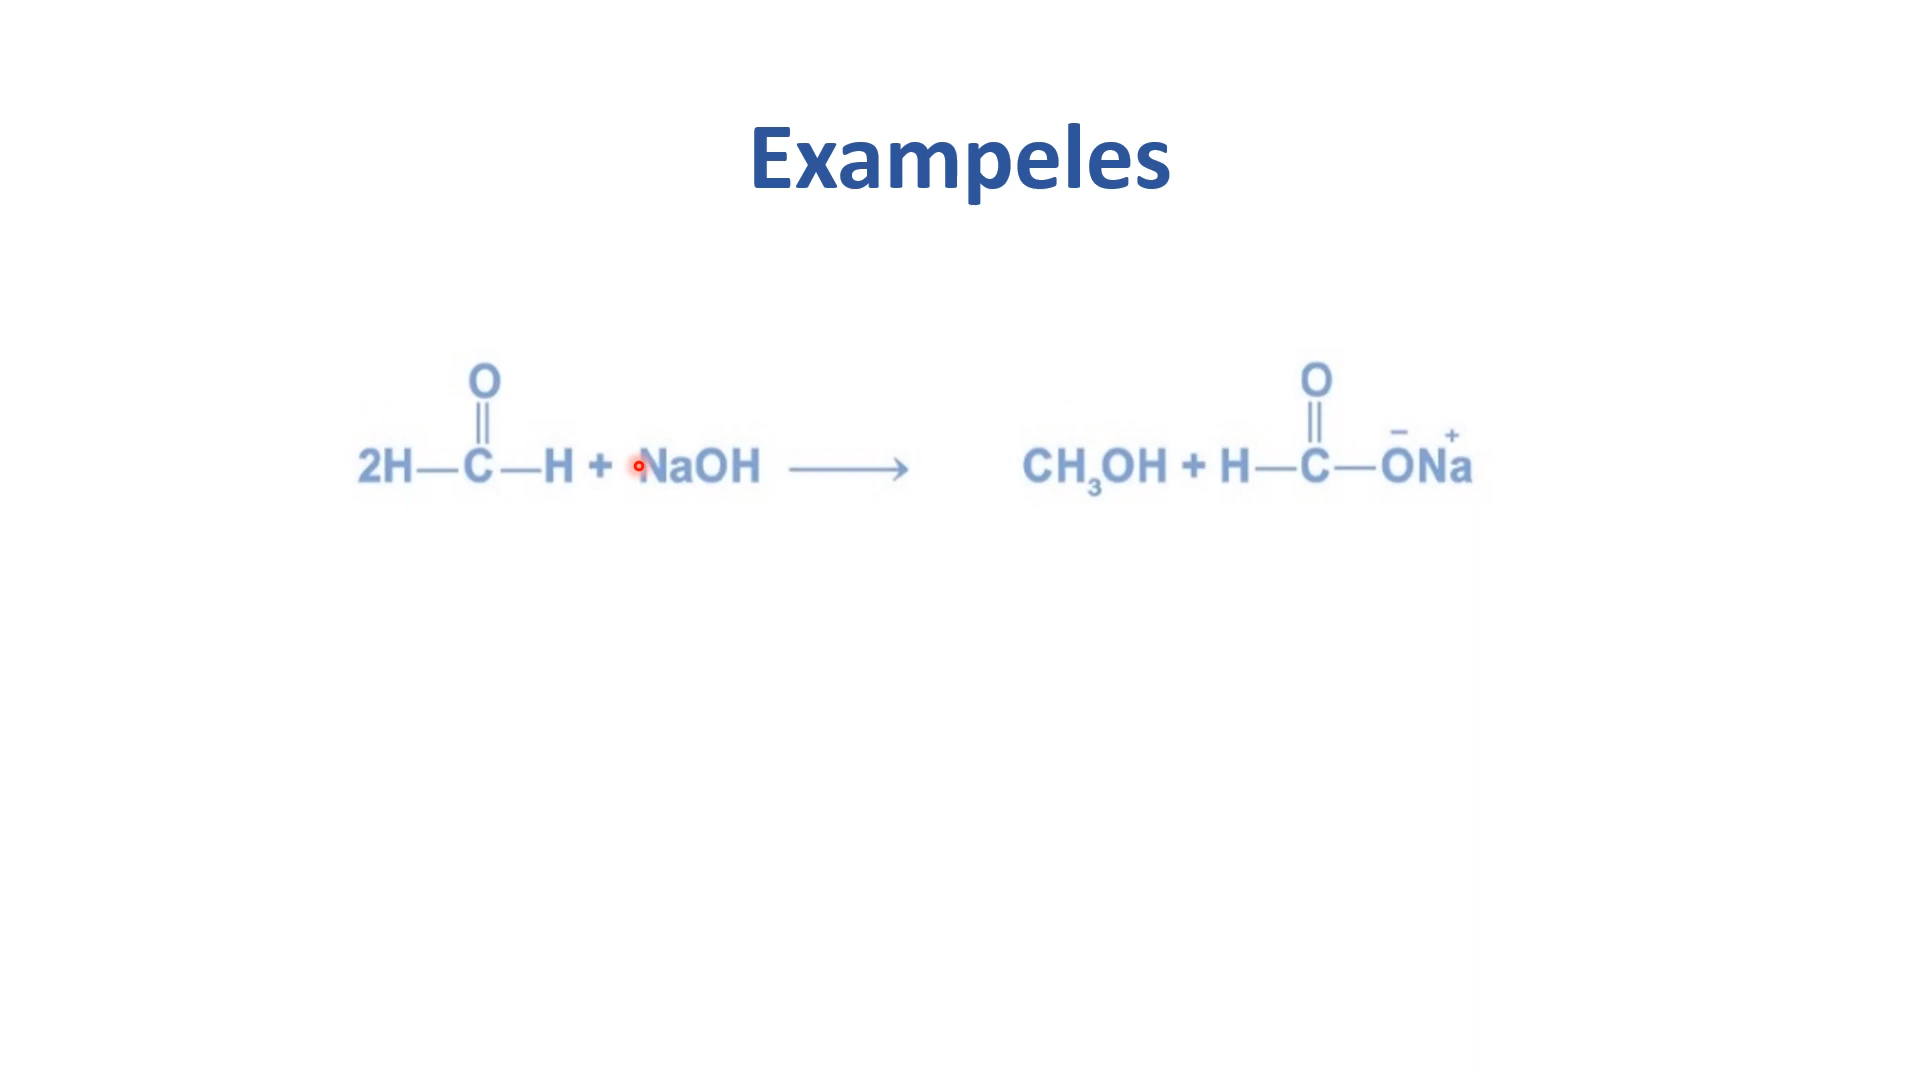 Exampeles
O O
2H—C—H + NaOH ⟶ CH₃OH + H—C—O⁻Na⁺